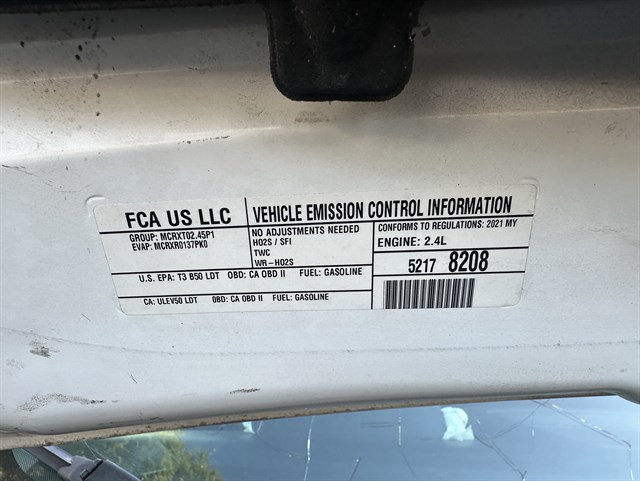 FCA US LLC
GROUP: MCRXT02.45P1
EVAP: MCRXR0137PK0
VEHICLE EMISSION CONTROL INFORMATION
NO ADJUSTMENTS NEEDED
HO2S / SFI
TWC
WR-HO2S
CONFORMS TO REGULATIONS: 2021 MY
ENGINE: 2.4L
5217 8208
U.S. EPA: T3 B50 LDT OBD: CA OBD II FUEL: GASOLINE
CA: ULEV50 LDT OBD: CA OBD II FUEL: GASOLINE